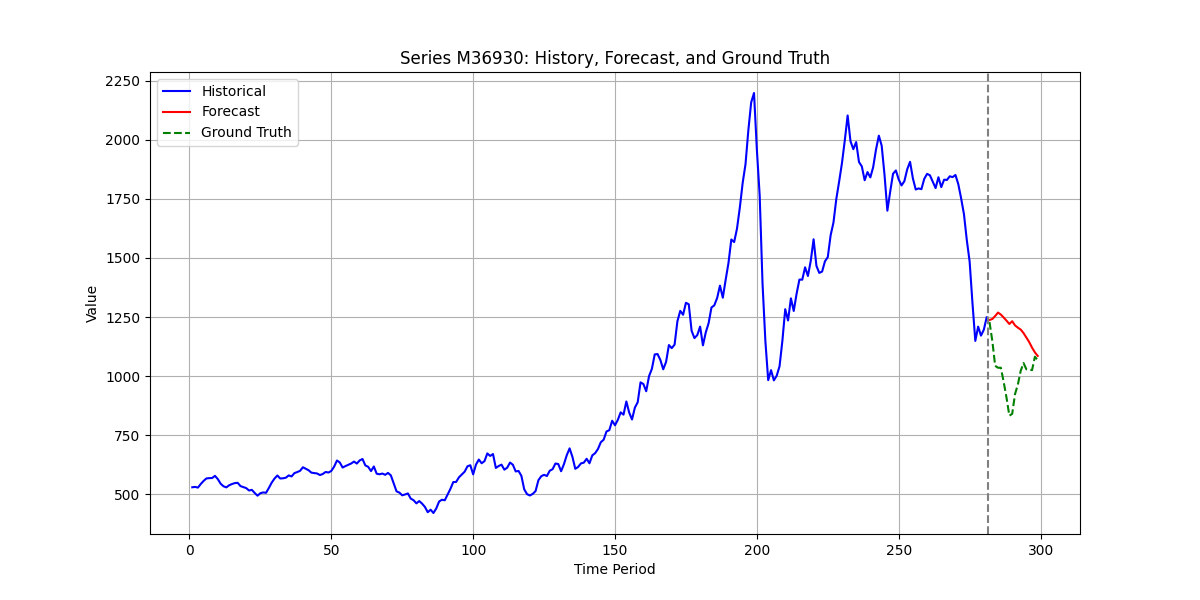 Series M36930: History, Forecast, and Ground Truth
Historical
Forecast
Ground Truth
Value
2250
2000
1750
1500
1250
1000
750
500
0 50 100 150 200 250 300
Time Period